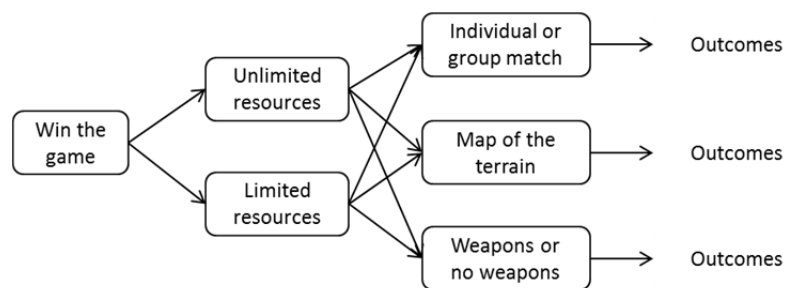 Win the
game
Unlimited
resources
Limited
resources
Individual or
group match
Map of the
terrain
Weapons or
no weapons
Outcomes
Outcomes
Outcomes